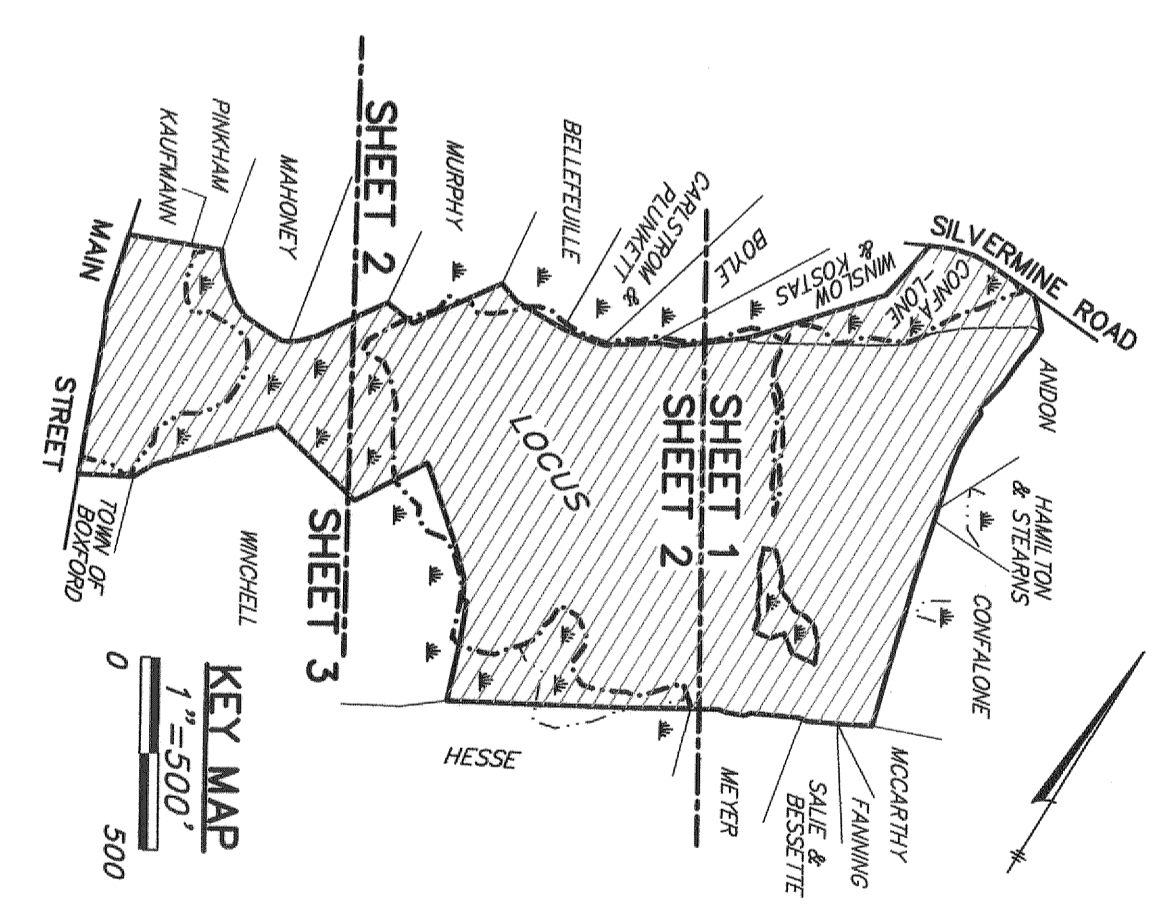 SILVERMINE ROAD
CONFA-
LONE
WINSLOW
& KOSTAS
BOYLE
CARLSTROM &
PLUNKETT
BELLEFEUILLE
MURPHY
SHEET 2
MAHONEY
PINKHAM
KAUFMANN
MAIN
STREET
TOWN OF
BOXFORD
WINCHELL
SHEET 3
LOCUS
SHEET 1
SHEET 2
ANDON
HAMILTON
& STEARNS
CONFALONE
MCCARTHY
FANNING
SALIE &
BESSETTE
MEYER
HESSE
KEY MAP
1"=500'
0 500